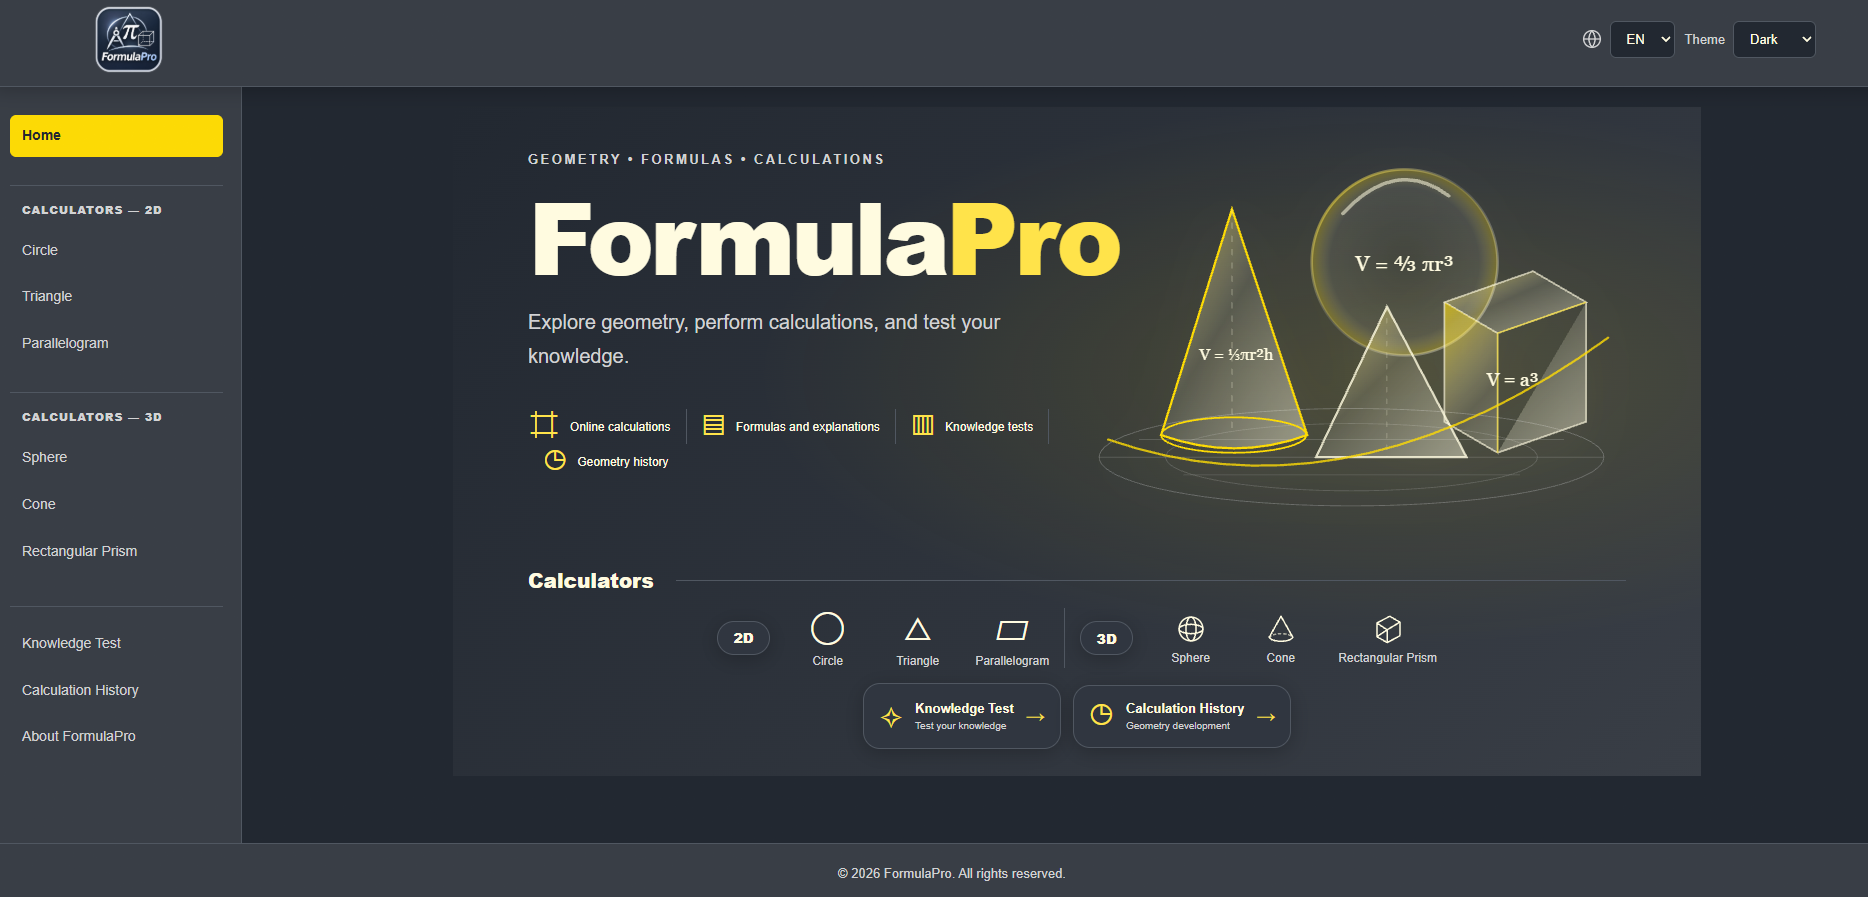 π
FormulaPro
EN
Theme
Dark
Home
CALCULATORS — 2D
Circle
Triangle
Parallelogram
CALCULATORS — 3D
Sphere
Cone
Rectangular Prism
Knowledge Test
Calculation History
About FormulaPro
GEOMETRY • FORMULAS • CALCULATIONS
FormulaPro
Explore geometry, perform calculations, and test your
knowledge.
Online calculations
Formulas and explanations
Knowledge tests
Geometry history
V = ⅓πr²h
V = ⁴⁄₃ πr³
V = a³
Calculators
2D
Circle
Triangle
Parallelogram
3D
Sphere
Cone
Rectangular Prism
Knowledge Test →
Test your knowledge
Calculation History →
Geometry development
© 2026 FormulaPro. All rights reserved.